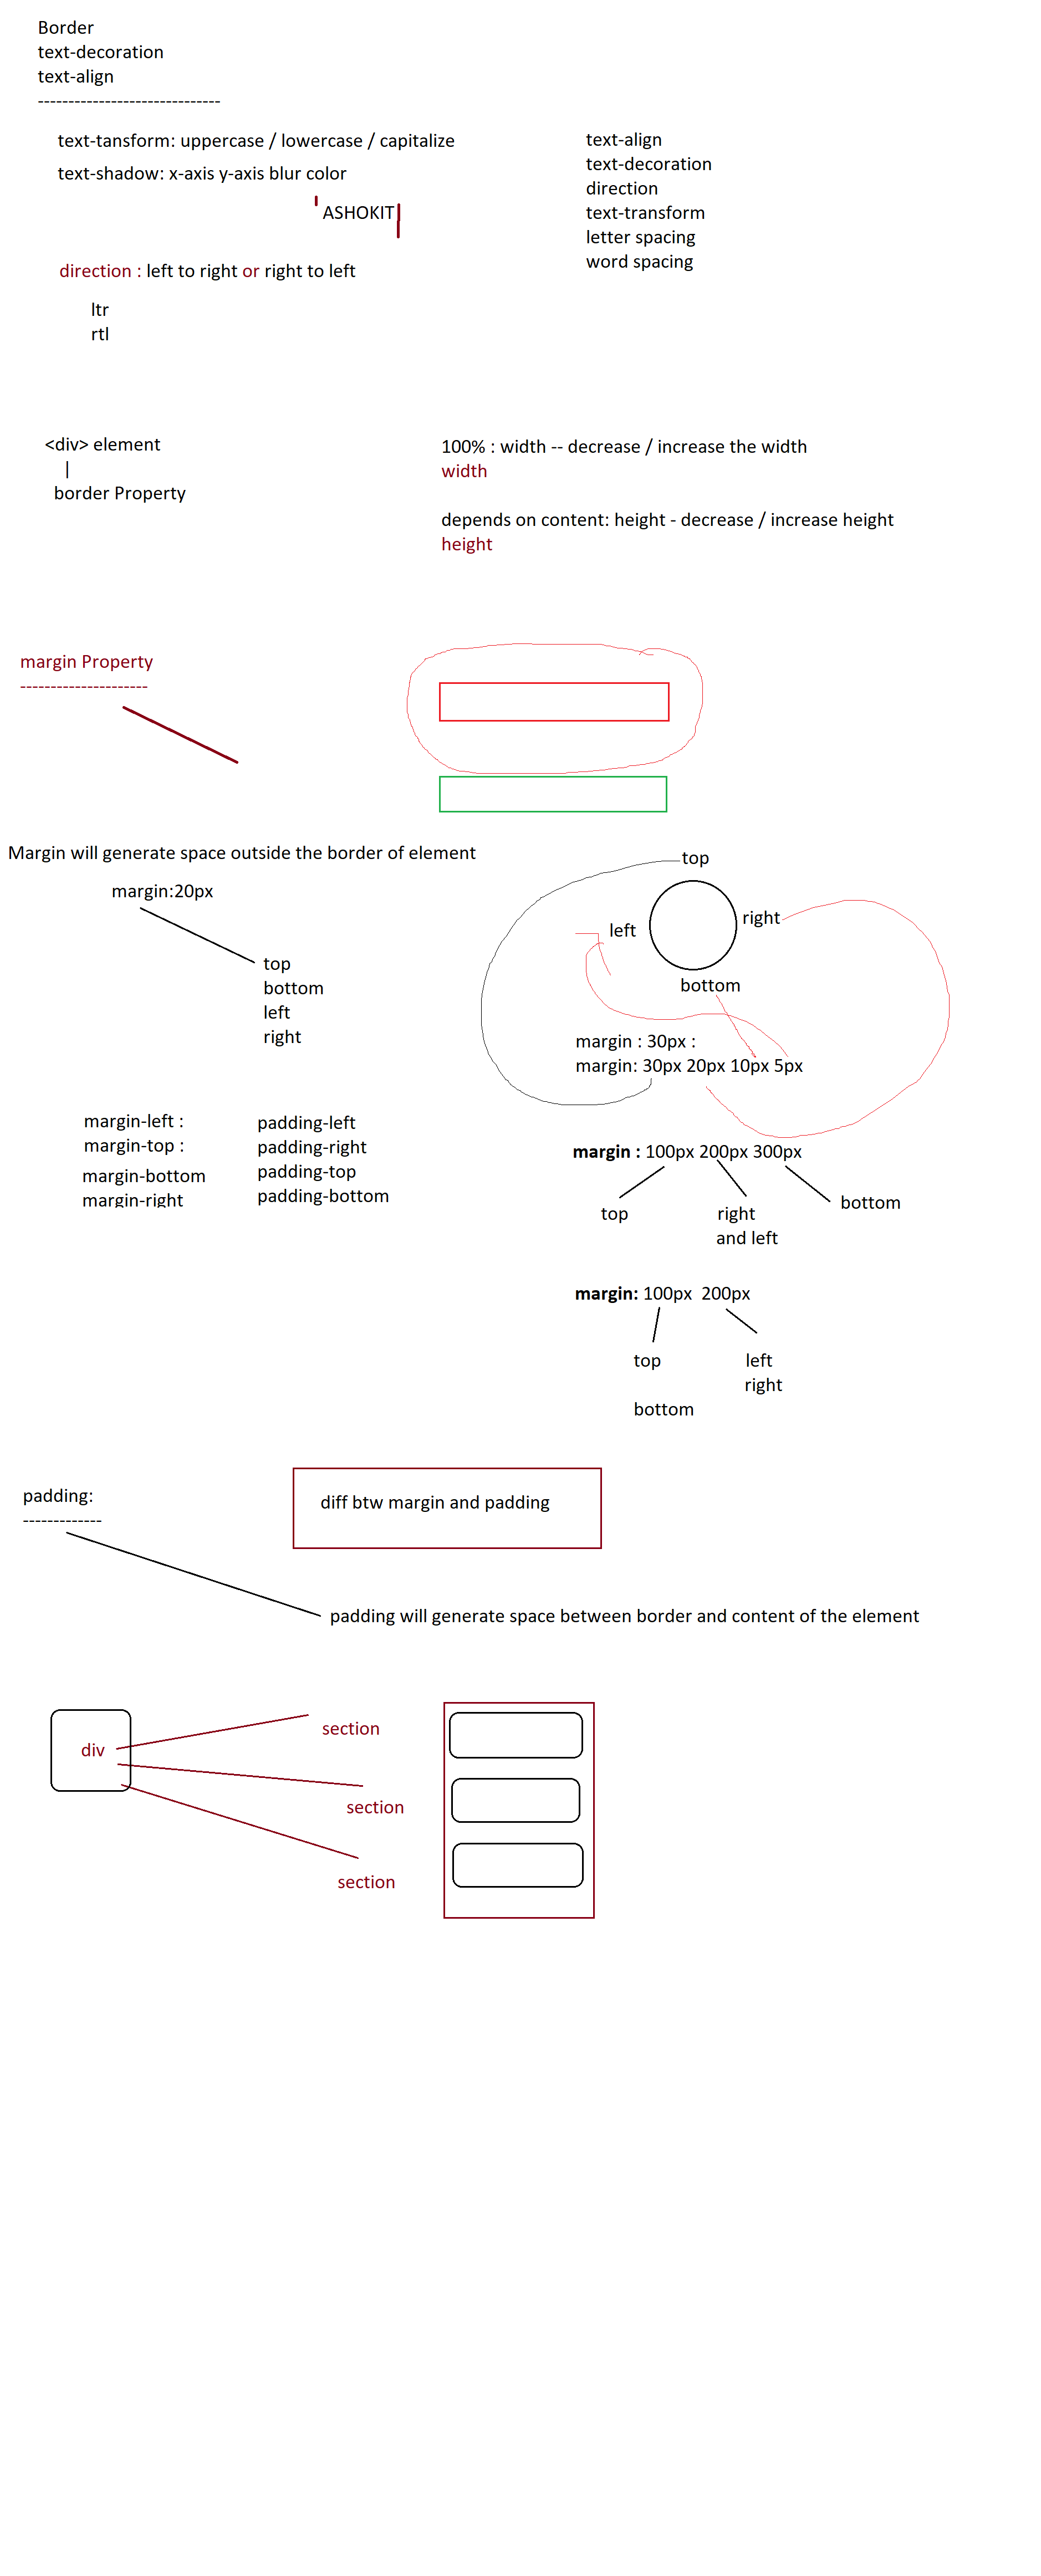 Border
text-decoration
text-align
------------------------------
text-tansform: uppercase / lowercase / capitalize
text-shadow: x-axis y-axis blur color
ASHOKIT
direction : left to right or right to left
ltr
rtl
text-align
text-decoration
direction
text-transform
letter spacing
word spacing
<div> element
|
border Property
100% : width -- decrease / increase the width
width
depends on content: height - decrease / increase height
height
margin Property
---------------------
Margin will generate space outside the border of element
margin:20px
top
bottom
left
right
top
right
left
bottom
margin : 30px :
margin: 30px 20px 10px 5px
margin-left :
margin-top :
margin-bottom
margin-right
padding-left
padding-right
padding-top
padding-bottom
margin : 100px 200px 300px
top
right
and left
bottom
margin: 100px  200px
top
bottom
left
right
padding:
-------------
diff btw margin and padding
padding will generate space between border and content of the element
div
section
section
section